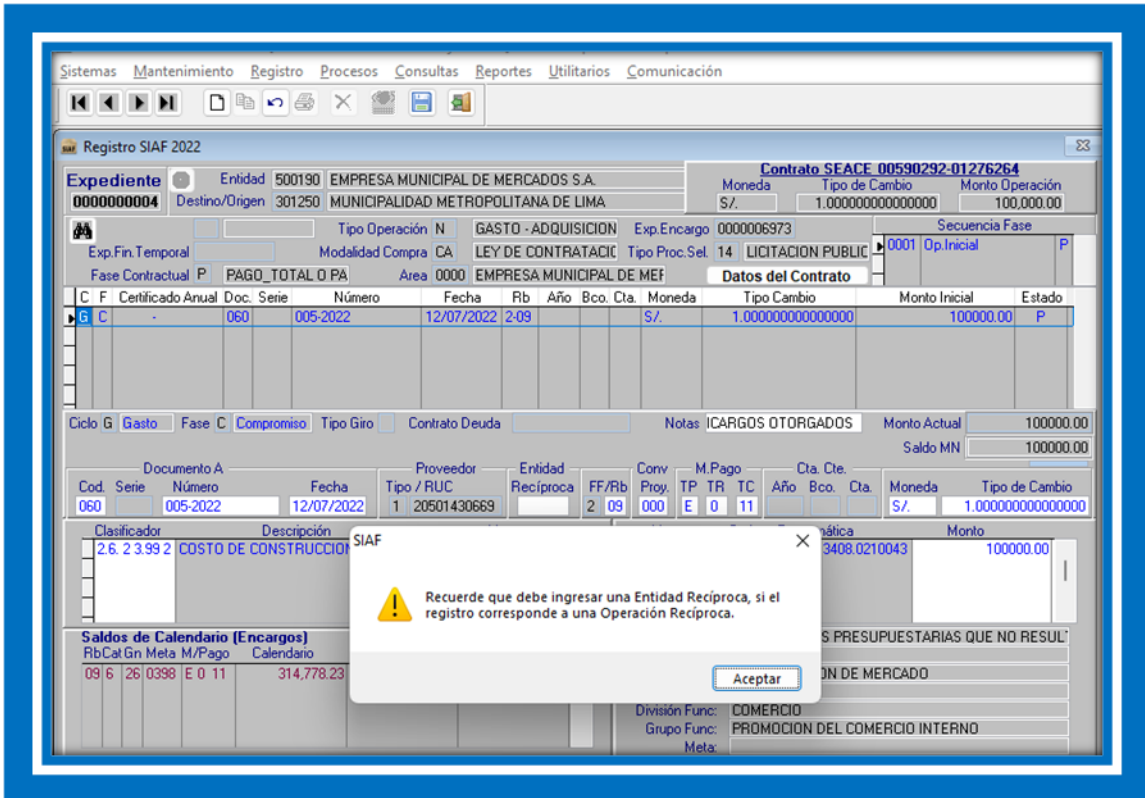 Sistemas Mantenimiento Registro Procesos Consultas Reportes Utilitarios Comunicación
Registro SIAF 2022
Contrato SEACE 00590292-01276264
Expediente Entidad 500190 EMPRESA MUNICIPAL DE MERCADOS S.A. Moneda Tipo de Cambio Monto Operación
0000000004 Destino/Origen 301250 MUNICIPALIDAD METROPOLITANA DE LIMA S/. 1.000000000000000 100,000.00
Tipo Operación N GASTO - ADQUISICION Exp.Encargo 0000006973 Secuencia Fase
Exp.Fin.Temporal Modalidad Compra CA LEY DE CONTRATACIC Tipo Proc.Sel. 14 LICITACION PUBLIC 0001 Op.Inicial P
Fase Contractual P PAGO_TOTAL O PA Area 0000 EMPRESA MUNICIPAL DE MEF Datos del Contrato
C F Certificado Anual Doc. Serie Número Fecha Rb Año Bco. Cta. Moneda Tipo Cambio Monto Inicial Estado
G C - 060 005-2022 12/07/2022 2-09 S/. 1.000000000000000 100000.00 P
Ciclo G Gasto Fase C Compromiso Tipo Giro Contrato Deuda Notas ICARGOS OTORGADOS Monto Actual 100000.00
Saldo MN 100000.00
Documento A Proveedor Entidad Conv M.Pago Cta. Cte.
Cod. Serie Número Fecha Tipo / RUC Recíproca FF/Rb Proy. TP TR TC Año Bco. Cta. Moneda Tipo de Cambio
060 005-2022 12/07/2022 1 20501430669 2 09 000 E 0 11 S/. 1.000000000000000
Clasificador Descripción Monto
2.6. 2 3.99 2 COSTO DE CONSTRUCCION 3408.0210043 100000.00
SIAF
Recuerde que debe ingresar una Entidad Recíproca, si el
registro corresponde a una Operación Recíproca.
Aceptar
Saldos de Calendario (Encargos) S PRESUPUESTARIAS QUE NO RESUL
Rb Cat Gn Meta M/Pago Calendario
09 6 26 0398 E 0 11 314,778.23 DE MERCADO
División Func: COMERCIO
Grupo Func: PROMOCION DEL COMERCIO INTERNO
Meta: